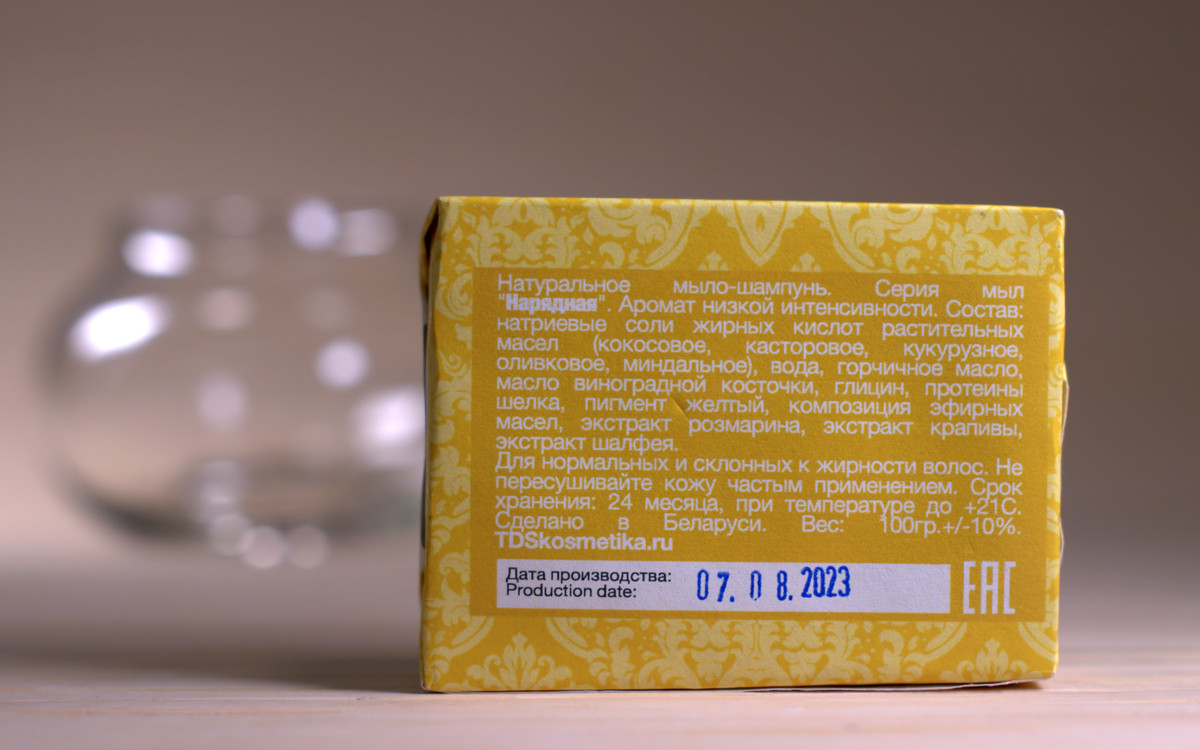 Натуральное мыло-шампунь. Серия мыл
"Нарядная". Аромат низкой интенсивности. Состав:
натриевые соли жирных кислот растительных
масел (кокосовое, касторовое, кукурузное,
оливковое, миндальное), вода, горчичное масло,
масло виноградной косточки, глицин, протеины
шелка, пигмент желтый, композиция эфирных
масел, экстракт розмарина, экстракт крапивы,
экстракт шалфея.
Для нормальных и склонных к жирности волос. Не
пересушивайте кожу частым применением. Срок
хранения: 24 месяца, при температуре до +21С.
Сделано в Беларуси. Вес: 100гр.+/-10%.
TDSkosmetika.ru
Дата производства:
Production date:
07. 08. 2023
EAC